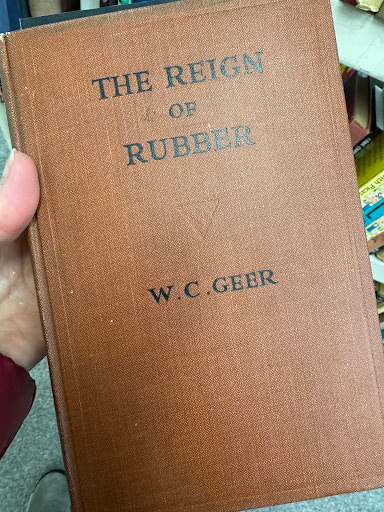 THE REIGN
OF
RUBBER
W.C.GEER